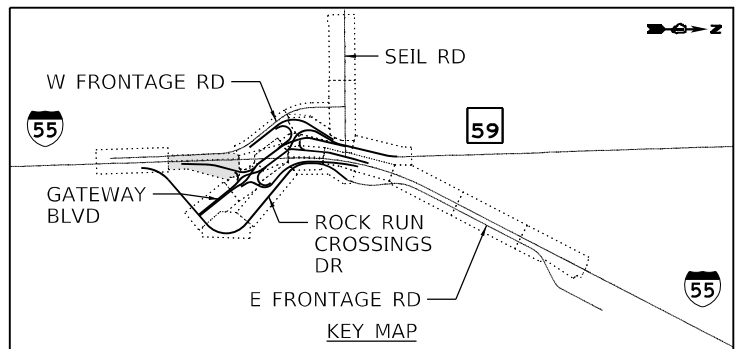 Z
SEIL RD
W FRONTAGE RD
55
59
GATEWAY
BLVD
ROCK RUN
CROSSINGS
DR
E FRONTAGE RD
55
KEY MAP